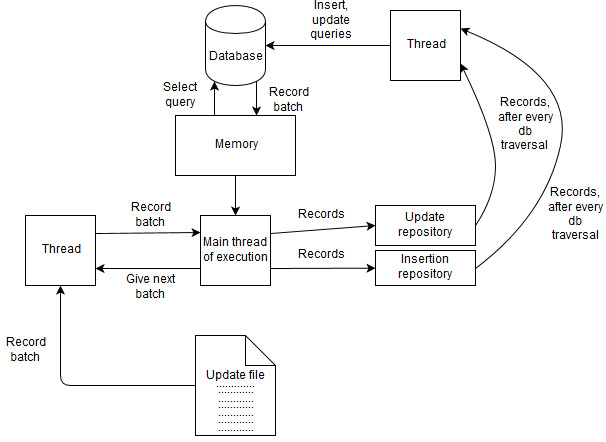 Insert,
update
queries
Thread
Database
Select
query
Record
batch
Records,
after every
db
traversal
Memory
Records,
after every
db
traversal
Record
batch
Records
Update
repository
Thread
Main thread
of execution
Records
Insertion
repository
Give next
batch
Record
batch
Update file
.............
.............
.............
.............
.............
.............